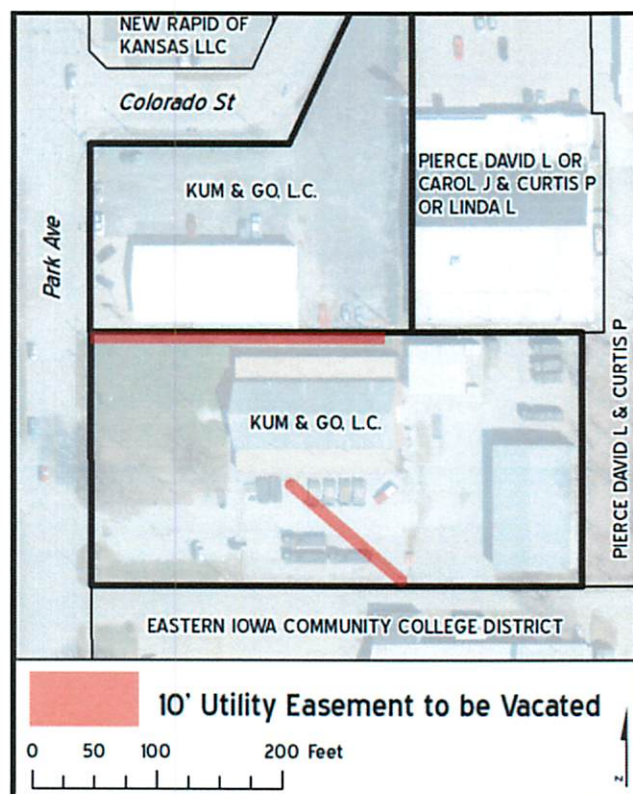 NEW RAPID OF
KANSAS LLC
Colorado St
KUM & GO, L.C.
PIERCE DAVID L OR
CAROL J & CURTIS P
OR LINDA L
Park Ave
KUM & GO, L.C.
PIERCE DAVID L & CURTIS P
EASTERN IOWA COMMUNITY COLLEGE DISTRICT
10' Utility Easement to be Vacated
0 50 100 200 Feet
N